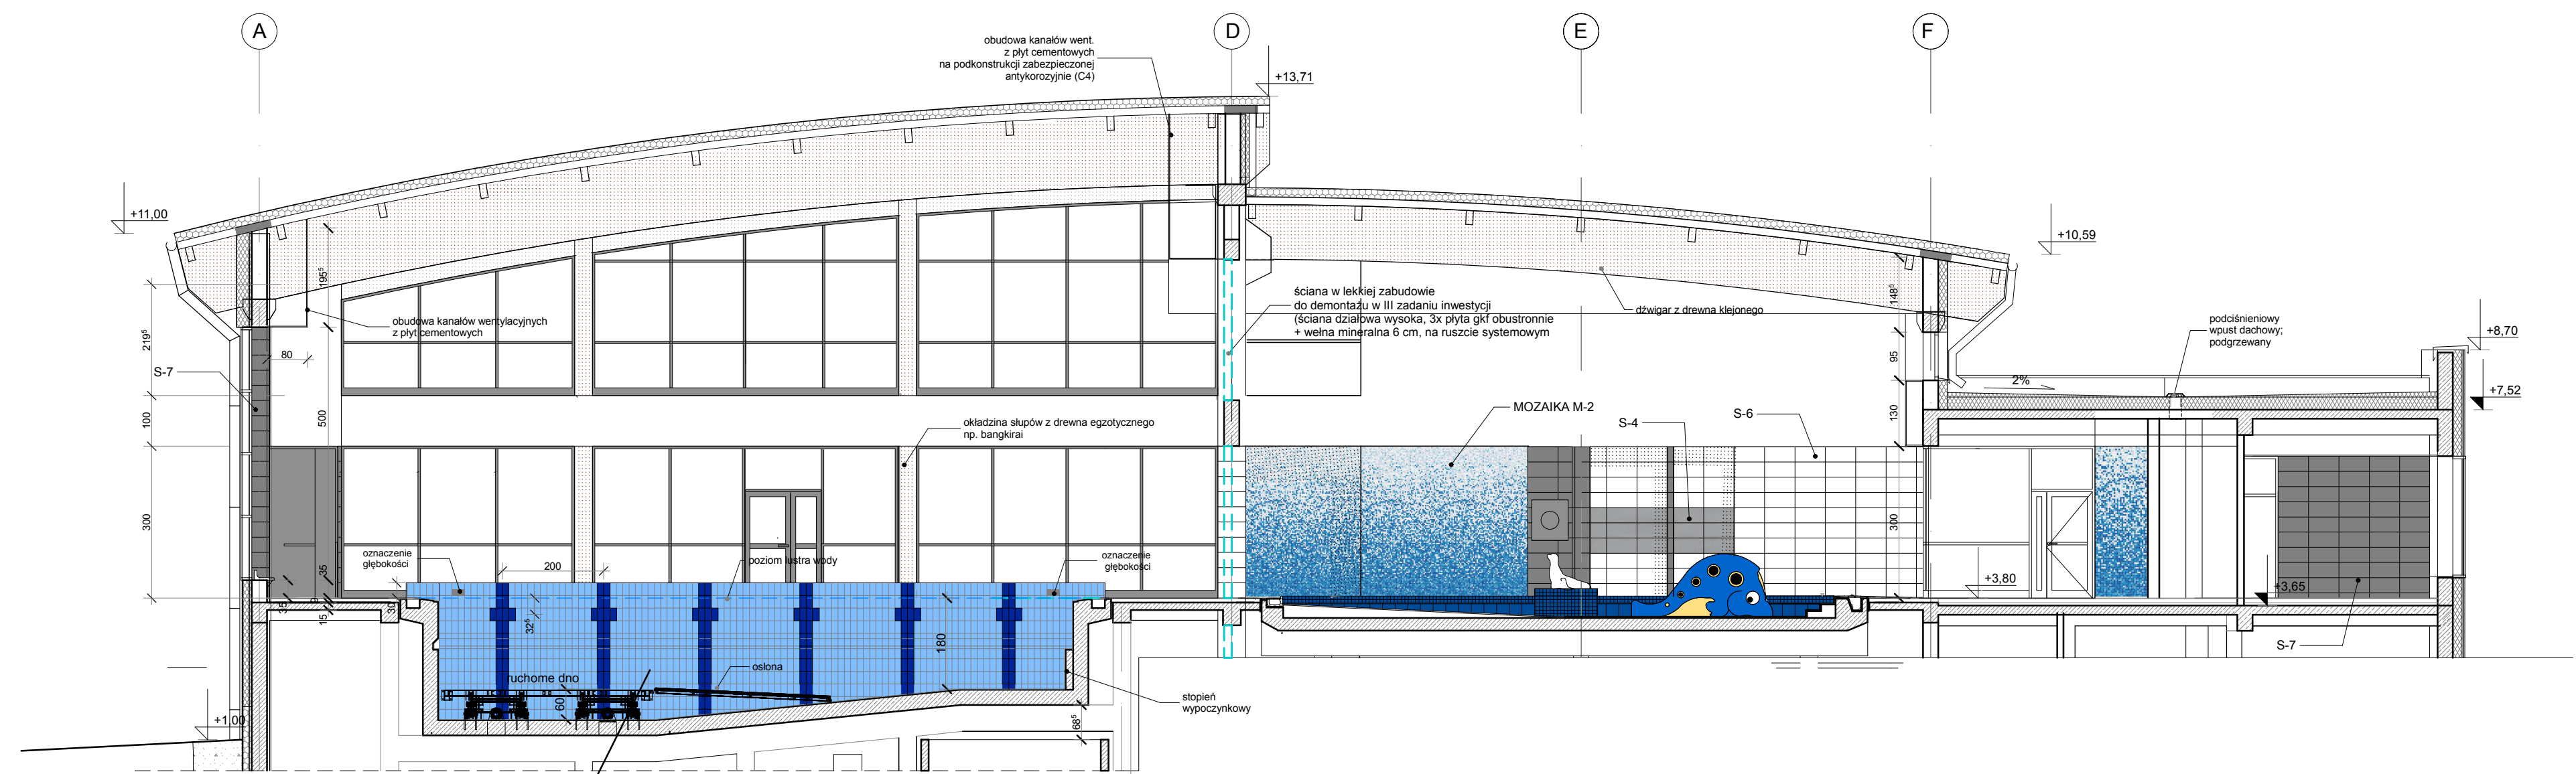 A
D
E
F
obudowa kanałów went.
z płyt cementowych
na podkonstrukcji zabezpieczonej
antykorozyjnie (C4)
+13,71
+11,00
+10,59
195⁵
219⁵
148⁵
ściana w lekkiej zabudowie
do demontażu w III zadaniu inwestycji
(ściana działowa wysoka, 3x płyta gkf obustronnie
+ wełna mineralna 6 cm, na ruszcie systemowym
dźwigar z drewna klejonego
obudowa kanałów wentylacyjnych
z płyt cementowych
podciśnieniowy
wpust dachowy;
podgrzewany
+8,70
80
95
S-7
2%
+7,52
100
500
130
MOZAIKA M-2
S-6
S-4
okładzina słupów z drewna egzotycznego
np. bangkirai
300
300
oznaczenie
głębokości
200
poziom lustra wody
oznaczenie
głębokości
35
+3,80
+3,65
35
9
15
30
32⁵
180
S-7
osłona
ruchome dno
60
stopień
wypoczynkowy
68⁵
+1,00